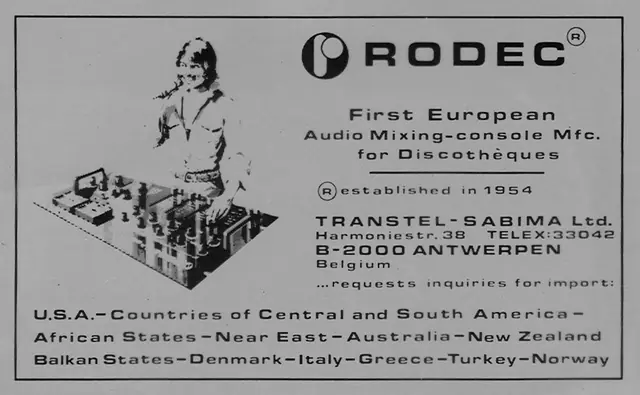 RODEC ®
First European
Audio Mixing-console Mfc.
for Discothèques
® established in 1954
TRANSTEL-SABIMA Ltd.
Harmoniestr. 38 TELEX:33042
B-2000 ANTWERPEN
Belgium
...requests inquiries for import:
U.S.A.-Countries of Central and South America-
African States-Near East-Australia-New Zealand
Balkan States-Denmark-Italy-Greece-Turkey-Norway